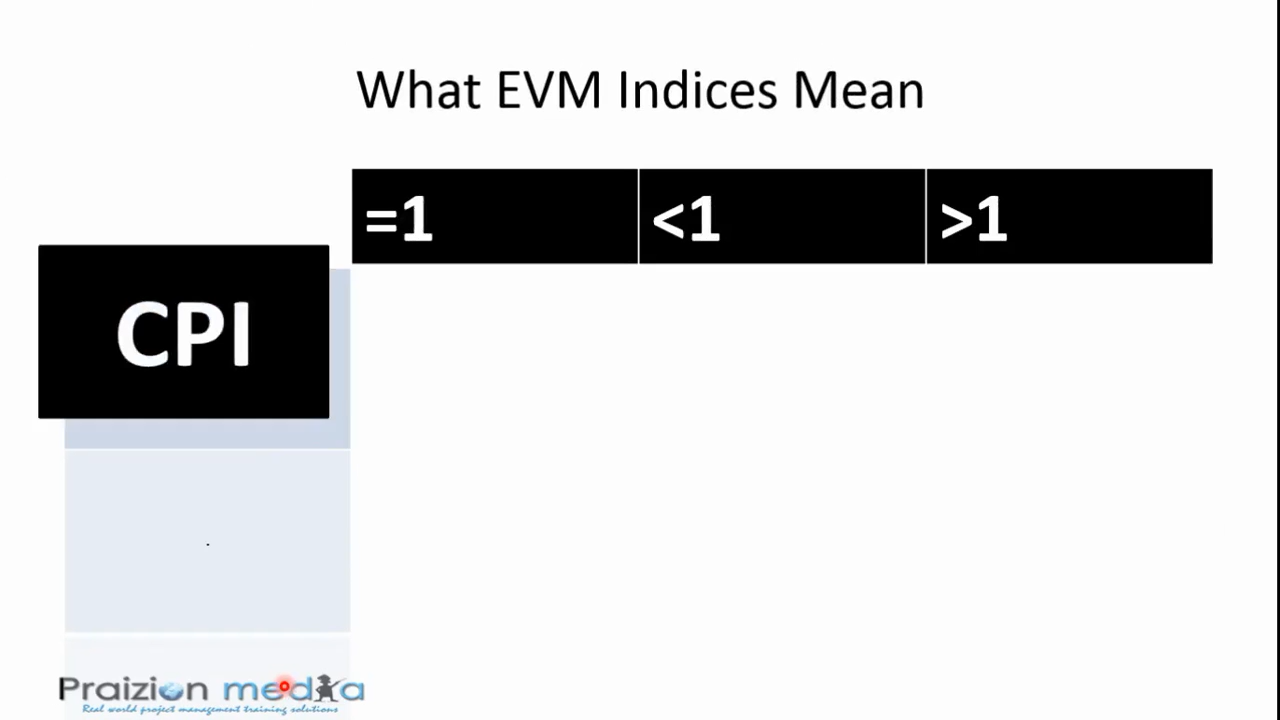 What EVM Indices Mean
=1 <1 >1
CPI
Praizion media
Real world project management training solutions